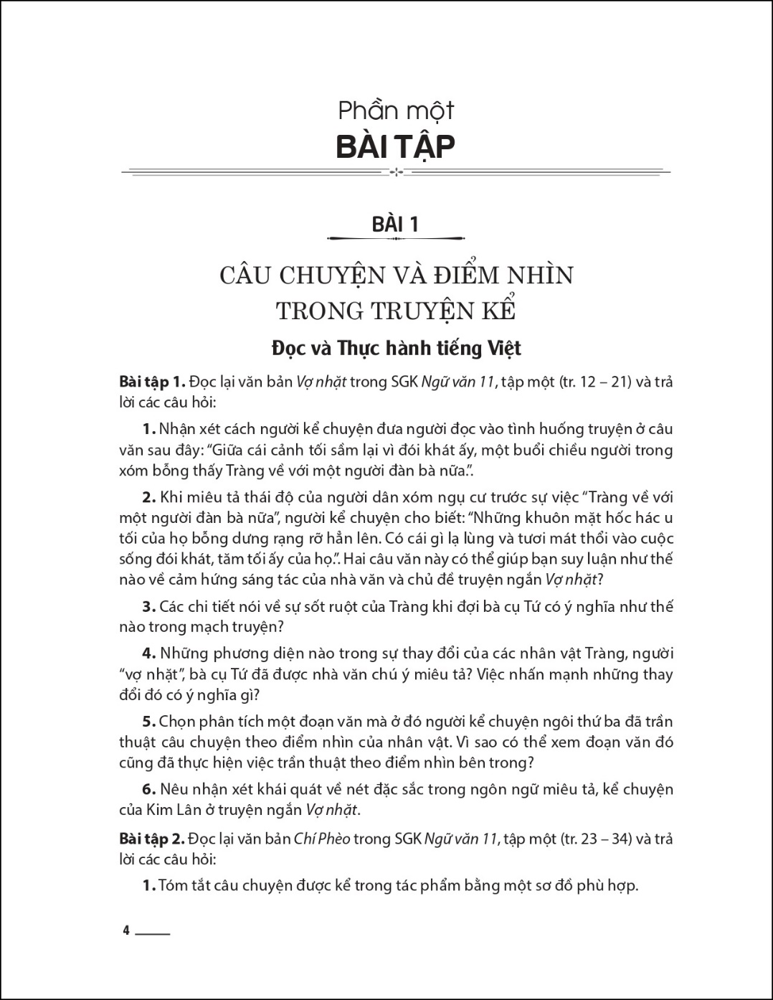 Phần một
BÀI TẬP
BÀI 1
CÂU CHUYỆN VÀ ĐIỂM NHÌN
TRONG TRUYỆN KỂ
Đọc và Thực hành tiếng Việt
Bài tập 1. Đọc lại văn bản Vợ nhặt trong SGK Ngữ văn 11, tập một (tr. 12 – 21) và trả
lời các câu hỏi:
1. Nhận xét cách người kể chuyện đưa người đọc vào tình huống truyện ở câu
văn sau đây: “Giữa cái cảnh tối sầm lại vì đói khát ấy, một buổi chiều người trong
xóm bỗng thấy Tràng về với một người đàn bà nữa.”.
2. Khi miêu tả thái độ của người dân xóm ngụ cư trước sự việc “Tràng về với
một người đàn bà nữa”, người kể chuyện cho biết: “Những khuôn mặt hốc hác u
tối của họ bỗng dưng rạng rỡ hẳn lên. Có cái gì lạ lùng và tươi mát thổi vào cuộc
sống đói khát, tăm tối ấy của họ.”. Hai câu văn này có thể giúp bạn suy luận như thế
nào về cảm hứng sáng tác của nhà văn và chủ đề truyện ngắn Vợ nhặt?
3. Các chi tiết nói về sự sốt ruột của Tràng khi đợi bà cụ Tứ có ý nghĩa như thế
nào trong mạch truyện?
4. Những phương diện nào trong sự thay đổi của các nhân vật Tràng, người
“vợ nhặt”, bà cụ Tứ đã được nhà văn chú ý miêu tả? Việc nhấn mạnh những thay
đổi đó có ý nghĩa gì?
5. Chọn phân tích một đoạn văn mà ở đó người kể chuyện ngôi thứ ba đã trần
thuật câu chuyện theo điểm nhìn của nhân vật. Vì sao có thể xem đoạn văn đó
cũng đã thực hiện việc trần thuật theo điểm nhìn bên trong?
6. Nêu nhận xét khái quát về nét đặc sắc trong ngôn ngữ miêu tả, kể chuyện
của Kim Lân ở truyện ngắn Vợ nhặt.
Bài tập 2. Đọc lại văn bản Chí Phèo trong SGK Ngữ văn 11, tập một (tr. 23 – 34) và trả
lời các câu hỏi:
1. Tóm tắt câu chuyện được kể trong tác phẩm bằng một sơ đồ phù hợp.
4